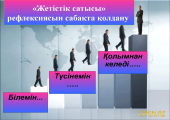 «Жетістік сатысы»
рефлексиясын сабақта қолдану
Қолымнан
келеді.....
Түсінемін
......
Білемін...